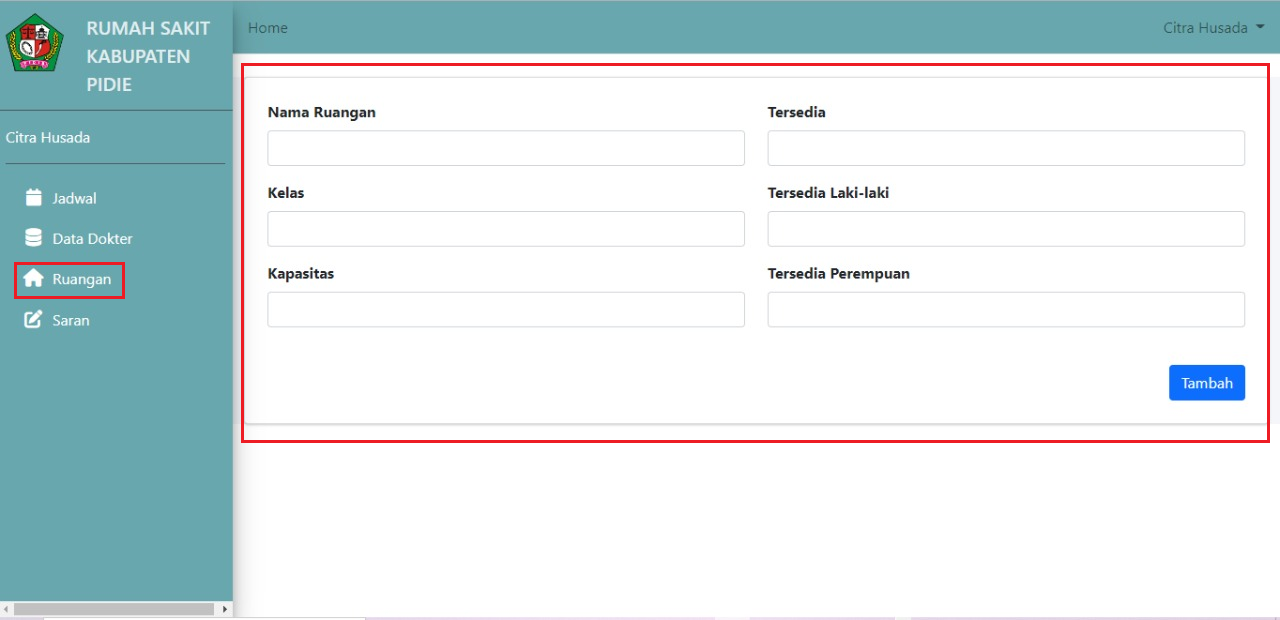 RUMAH SAKIT
KABUPATEN
PIDIE
Home
Citra Husada
Citra Husada
Jadwal
Data Dokter
Ruangan
Saran
Nama Ruangan
Tersedia
Kelas
Tersedia Laki-laki
Kapasitas
Tersedia Perempuan
Tambah